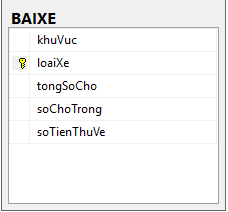 BAIXE
khuVuc
loaiXe
tongSoCho
soChoTrong
soTienThuVe